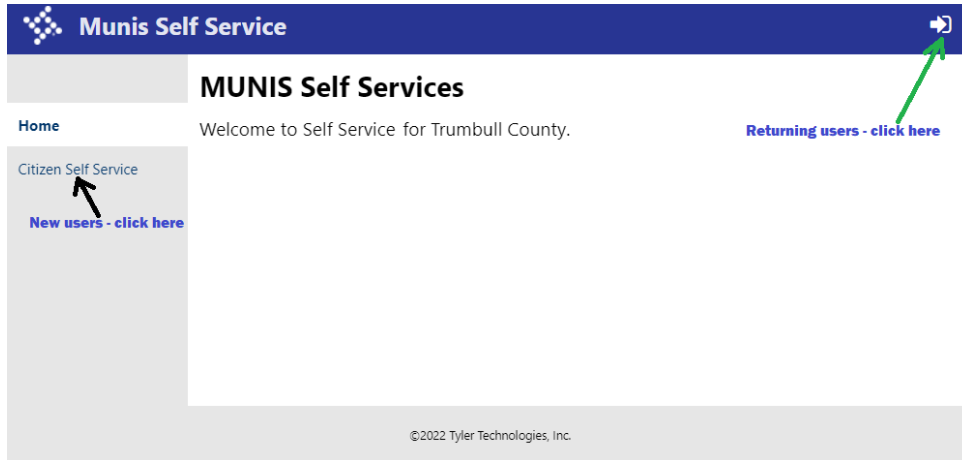 Munis Self Service
MUNIS Self Services
Home
Welcome to Self Service for Trumbull County.
Returning users - click here
Citizen Self Service
New users - click here
©2022 Tyler Technologies, Inc.